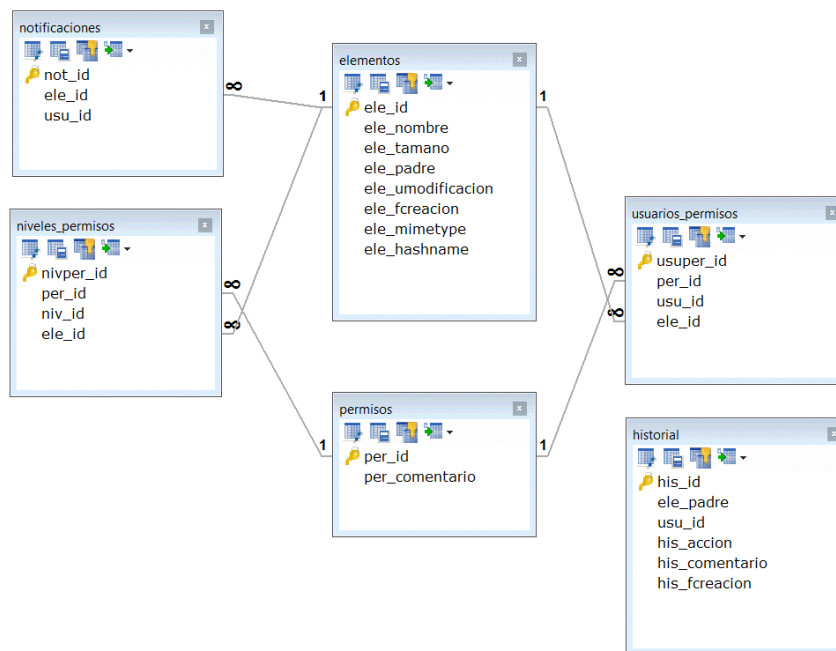 notificaciones
not_id
ele_id
usu_id
∞
1
elementos
ele_id
ele_nombre
ele_tamano
ele_padre
ele_umodificacion
ele_fcreacion
ele_mimetype
ele_hashname
1
niveles_permisos
nivper_id
per_id
niv_id
ele_id
∞
∞
usuarios_permisos
usuper_id
per_id
usu_id
ele_id
∞
∞
permisos
per_id
per_comentario
1
1
historial
his_id
ele_padre
usu_id
his_accion
his_comentario
his_fcreacion